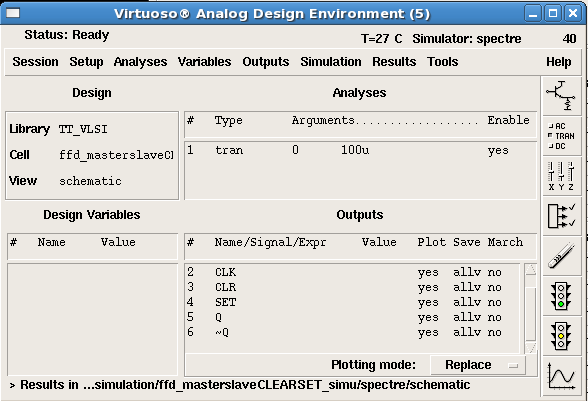 Virtuoso® Analog Design Environment (5)
Status: Ready
T=27 C Simulator: spectre 40
Session Setup Analyses Variables Outputs Simulation Results Tools Help
Design
Library TT_VLSI
Cell ffd_masterslaveCl
View schematic
Analyses
# Type Arguments................... Enable
1 tran 0 100u yes
AC
TRAN
DC
X Y Z
Design Variables
# Name Value
Outputs
# Name/Signal/Expr Value Plot Save March
2 CLK yes allv no
3 CLR yes allv no
4 SET yes allv no
5 Q yes allv no
6 ~Q yes allv no
Plotting mode: Replace
> Results in ...simulation/ffd_masterslaveCLEARSET_simu/spectre/schematic